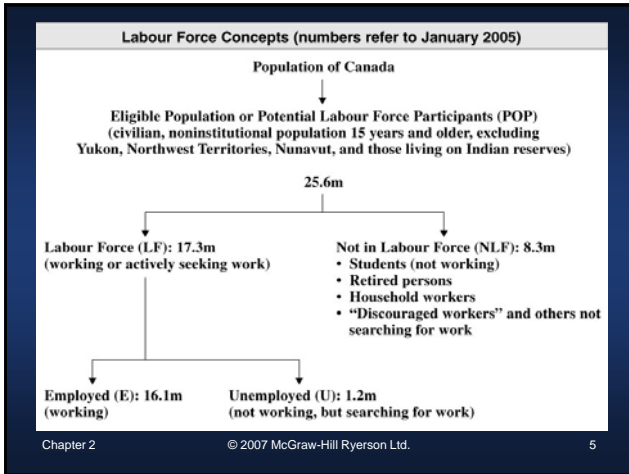 Labour Force Concepts (numbers refer to January 2005)
Population of Canada
Eligible Population or Potential Labour Force Participants (POP)
(civilian, noninstitutional population 15 years and older, excluding
Yukon, Northwest Territories, Nunavut, and those living on Indian reserves)
25.6m
Labour Force (LF): 17.3m
(working or actively seeking work)
Not in Labour Force (NLF): 8.3m
• Students (not working)
• Retired persons
• Household workers
• “Discouraged workers” and others not
searching for work
Employed (E): 16.1m
(working)
Unemployed (U): 1.2m
(not working, but searching for work)
Chapter 2 © 2007 McGraw-Hill Ryerson Ltd. 5